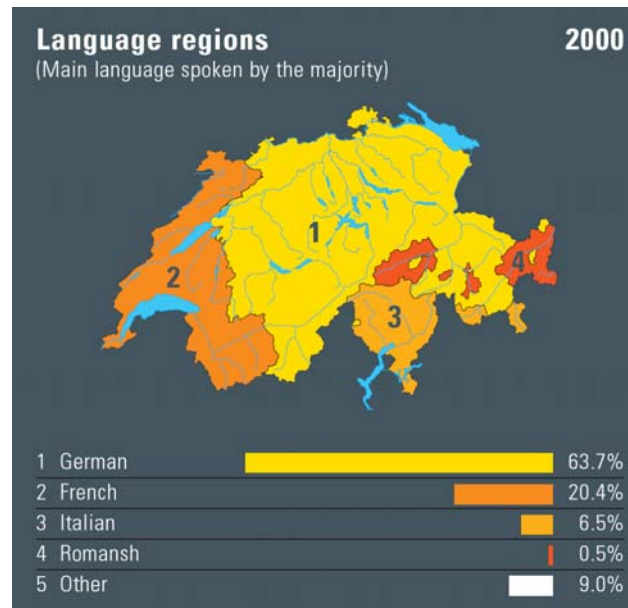 Language regions 2000
(Main language spoken by the majority)
1
2
3
4
1 German 63.7%
2 French 20.4%
3 Italian 6.5%
4 Romansh 0.5%
5 Other 9.0%